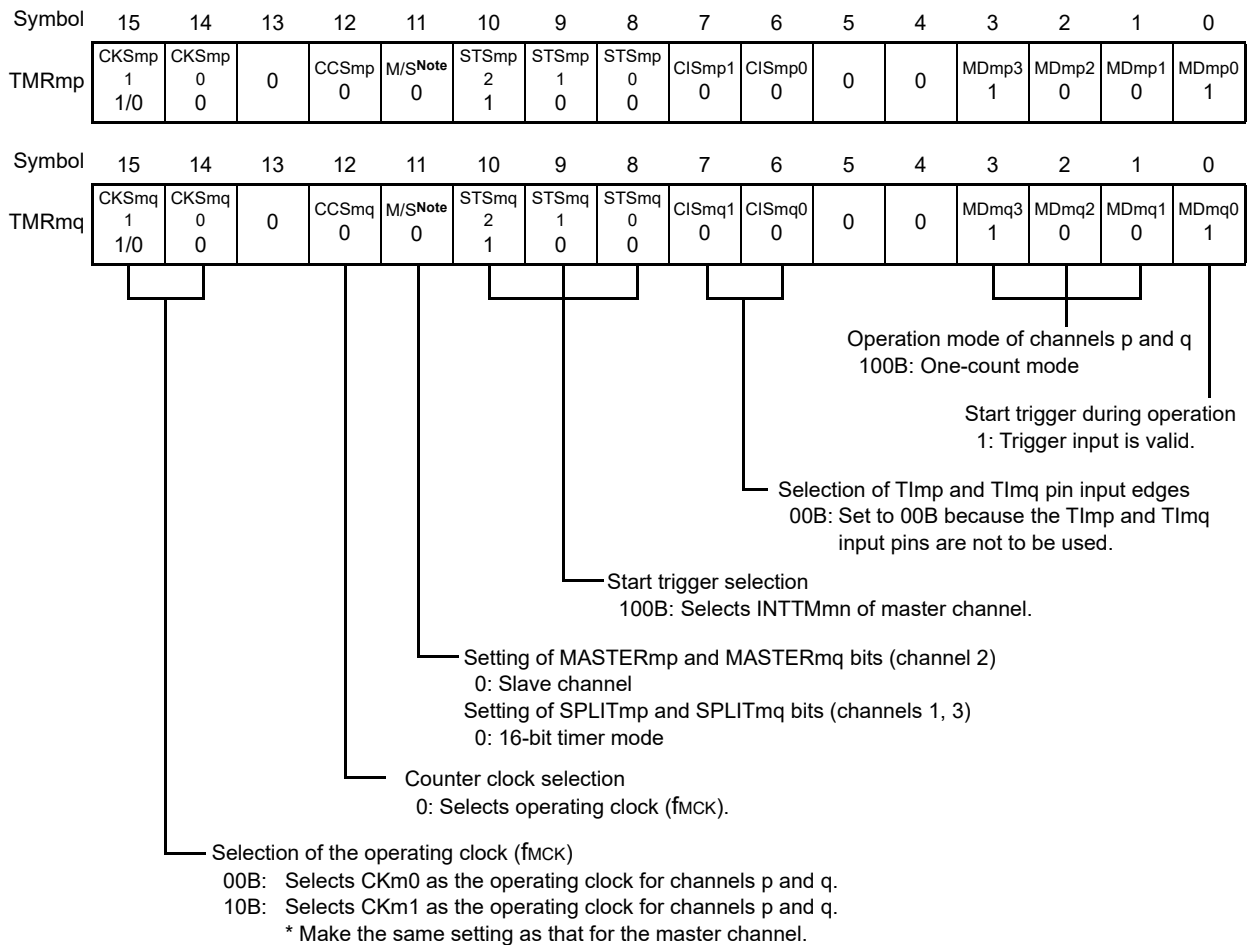 Symbol 15 14 13 12 11 10 9 8 7 6 5 4 3 2 1 0
TMRmp
CKSmp
1
1/0
CKSmp
0
0
0
CCSmp
0
M/SNote
0
STSmp
2
1
STSmp
1
0
STSmp
0
0
CISmp1
0
CISmp0
0
0
0
MDmp3
1
MDmp2
0
MDmp1
0
MDmp0
1
Symbol 15 14 13 12 11 10 9 8 7 6 5 4 3 2 1 0
TMRmq
CKSmq
1
1/0
CKSmq
0
0
0
CCSmq
0
M/SNote
0
STSmq
2
1
STSmq
1
0
STSmq
0
0
CISmq1
0
CISmq0
0
0
0
MDmq3
1
MDmq2
0
MDmq1
0
MDmq0
1
Operation mode of channels p and q
100B: One-count mode
Start trigger during operation
1: Trigger input is valid.
Selection of TImp and TImq pin input edges
00B: Set to 00B because the TImp and TImq
input pins are not to be used.
Start trigger selection
100B: Selects INTTMmn of master channel.
Setting of MASTERmp and MASTERmq bits (channel 2)
0: Slave channel
Setting of SPLITmp and SPLITmq bits (channels 1, 3)
0: 16-bit timer mode
Counter clock selection
0: Selects operating clock (fMCK).
Selection of the operating clock (fMCK)
00B: Selects CKm0 as the operating clock for channels p and q.
10B: Selects CKm1 as the operating clock for channels p and q.
* Make the same setting as that for the master channel.